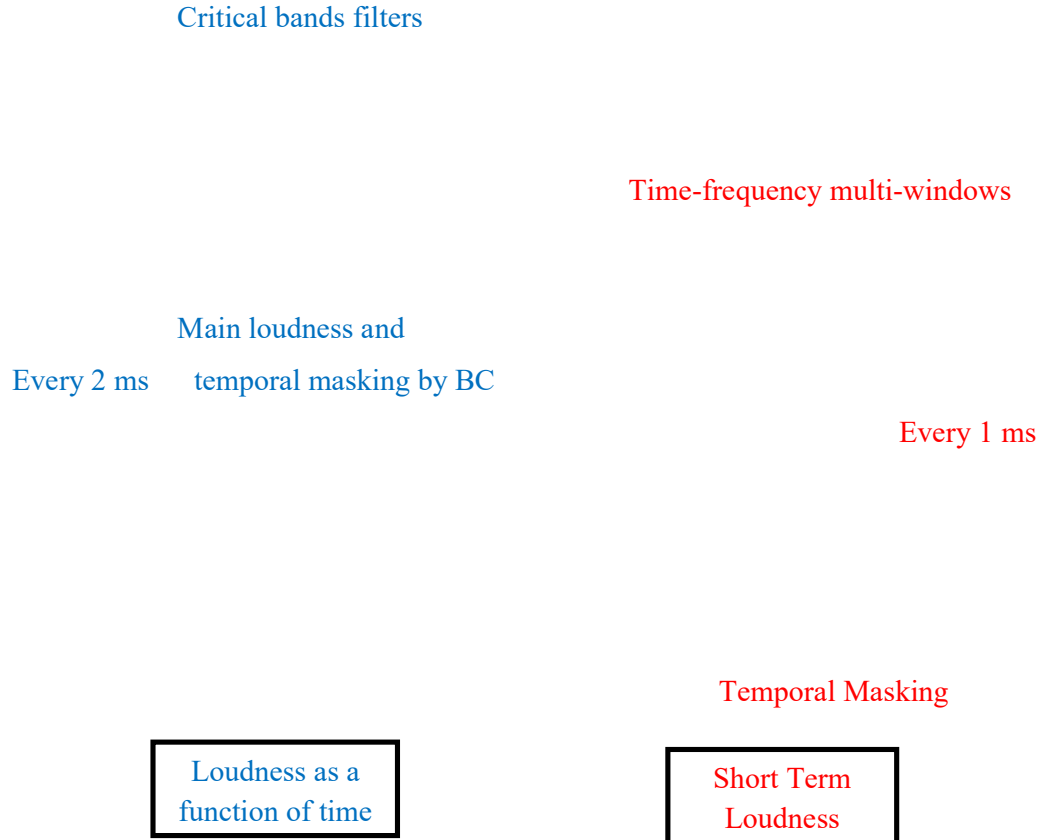 Critical bands filters
Time-frequency multi-windows
Main loudness and
Every 2 ms temporal masking by BC
Every 1 ms
Temporal Masking
Loudness as a
function of time
Short Term
Loudness